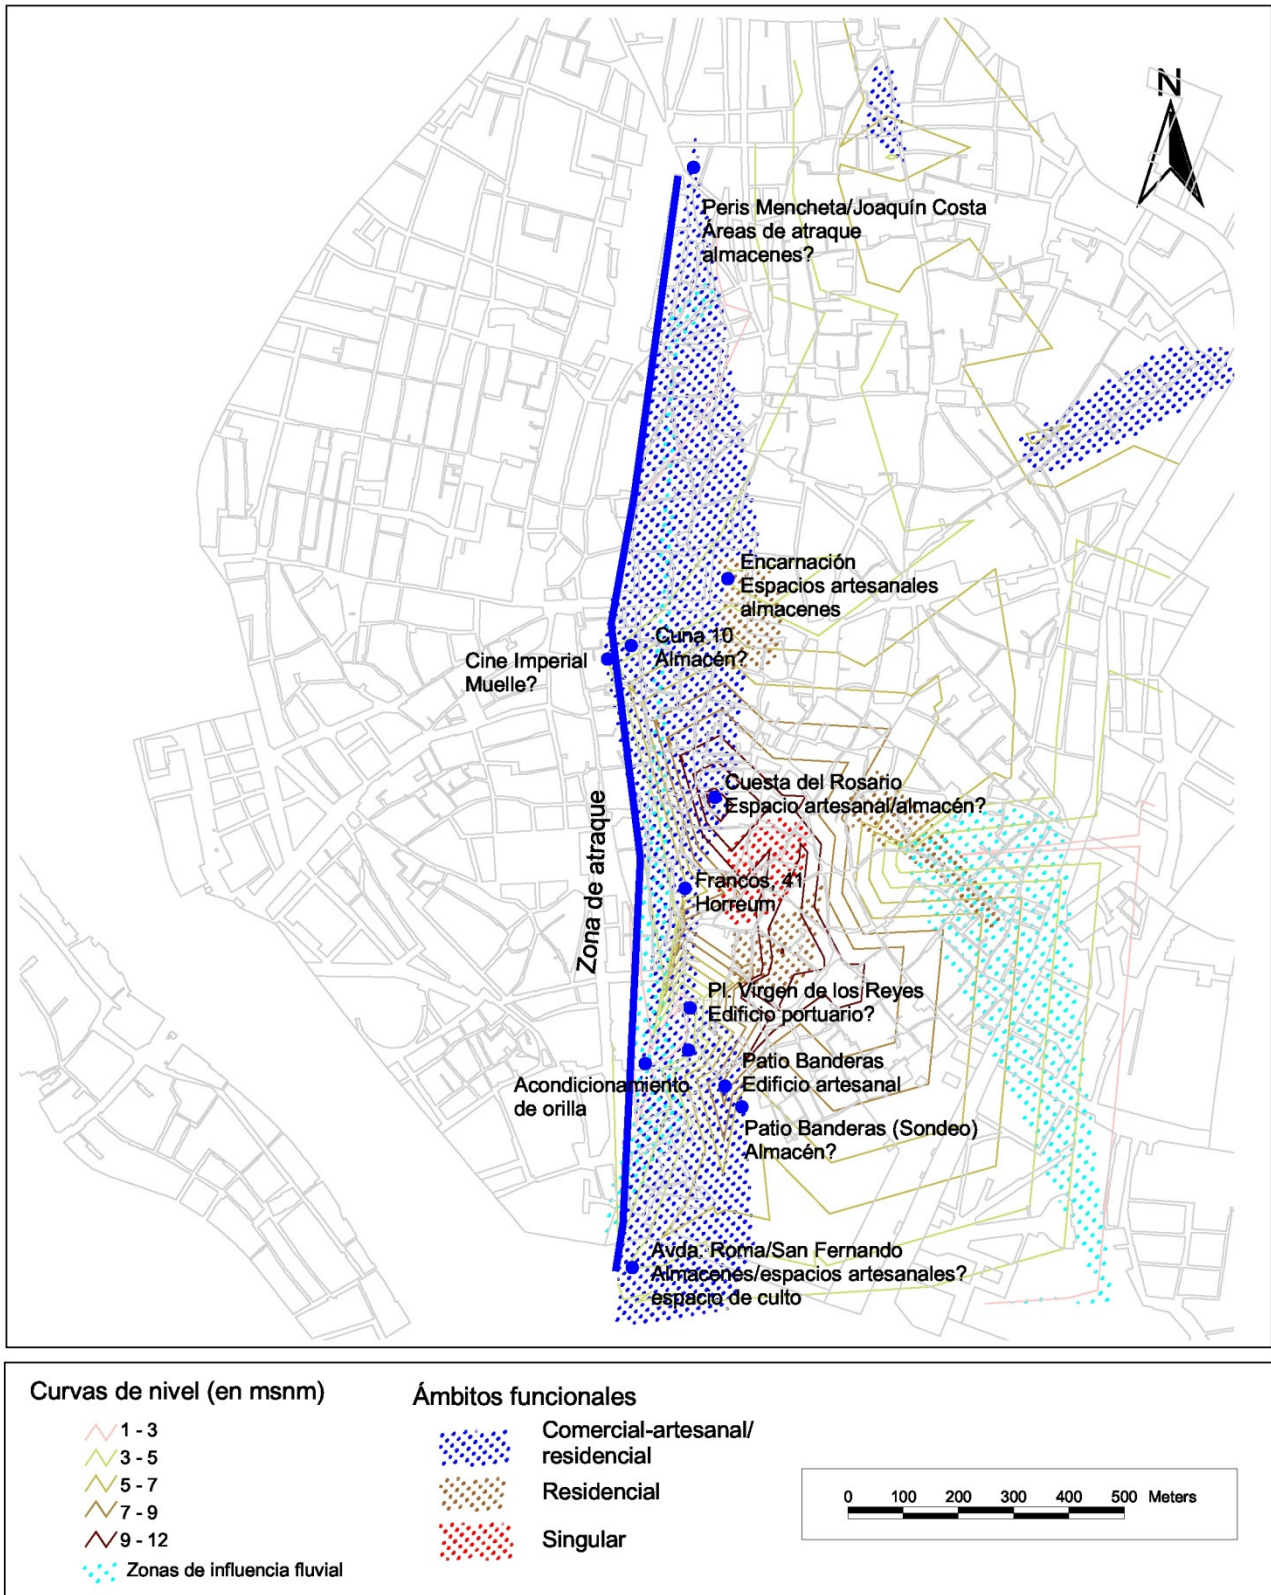 N
Peris Mencheta/Joaquín Costa
Áreas de atraque
almacenes?
Encarnación
Espacios artesanales
almacenes
Cuna 10
Almacén?
Cine Imperial
Muelle?
Cuesta del Rosario
Espacio artesanal/almacén?
Zona de atraque
Francos, 41
Horreum
Pl. Virgen de los Reyes
Edificio portuario?
Patio Banderas
Edificio artesanal
Acondicionamiento
de orilla
Patio Banderas (Sondeo)
Almacén?
Avda. Roma/San Fernando
Almacenes/espacios artesanales?
espacio de culto
Curvas de nivel (en msnm)
1 - 3
3 - 5
5 - 7
7 - 9
9 - 12
Zonas de influencia fluvial
Ámbitos funcionales
Comercial-artesanal/
residencial
Residencial
Singular
0 100 200 300 400 500 Meters